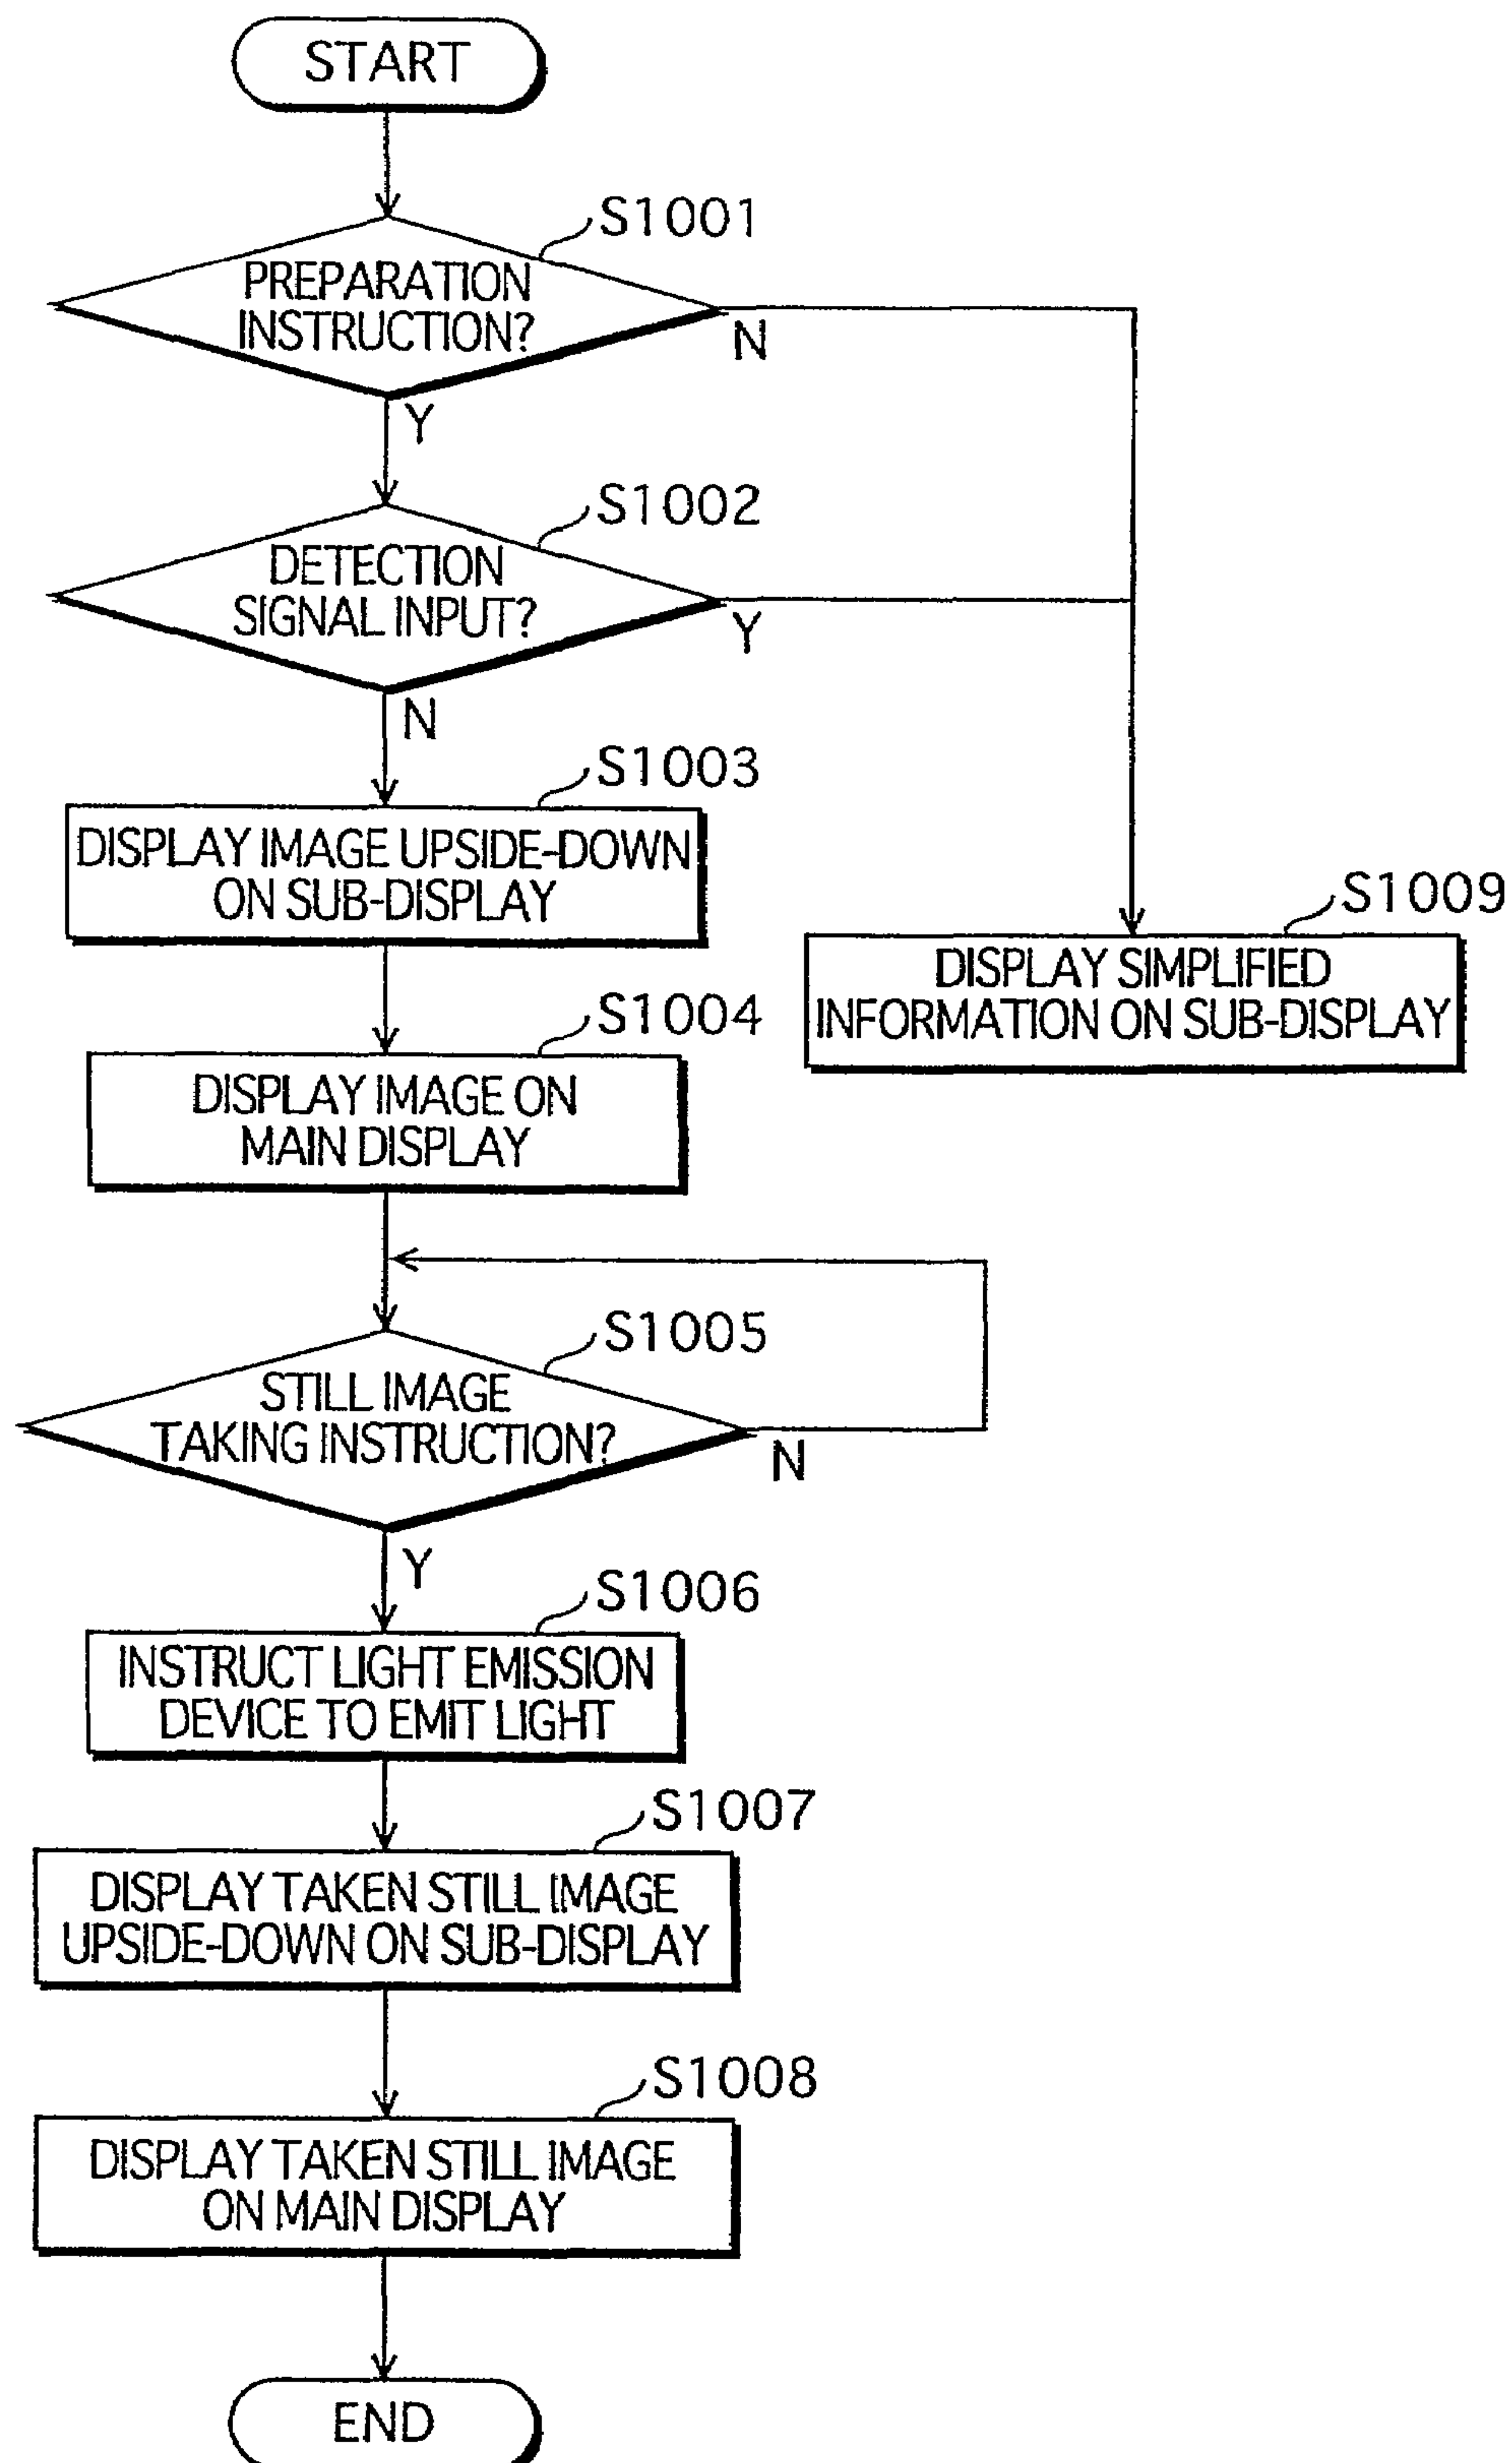 START
S1001
PREPARATION
INSTRUCTION?
N
Y
S1002
DETECTION
SIGNAL INPUT?
Y
N
S1003
DISPLAY IMAGE UPSIDE-DOWN
ON SUB-DISPLAY
S1009
DISPLAY SIMPLIFIED
INFORMATION ON SUB-DISPLAY
S1004
DISPLAY IMAGE ON
MAIN DISPLAY
S1005
STILL IMAGE
TAKING INSTRUCTION?
N
Y
S1006
INSTRUCT LIGHT EMISSION
DEVICE TO EMIT LIGHT
S1007
DISPLAY TAKEN STILL IMAGE
UPSIDE-DOWN ON SUB-DISPLAY
S1008
DISPLAY TAKEN STILL IMAGE
ON MAIN DISPLAY
END